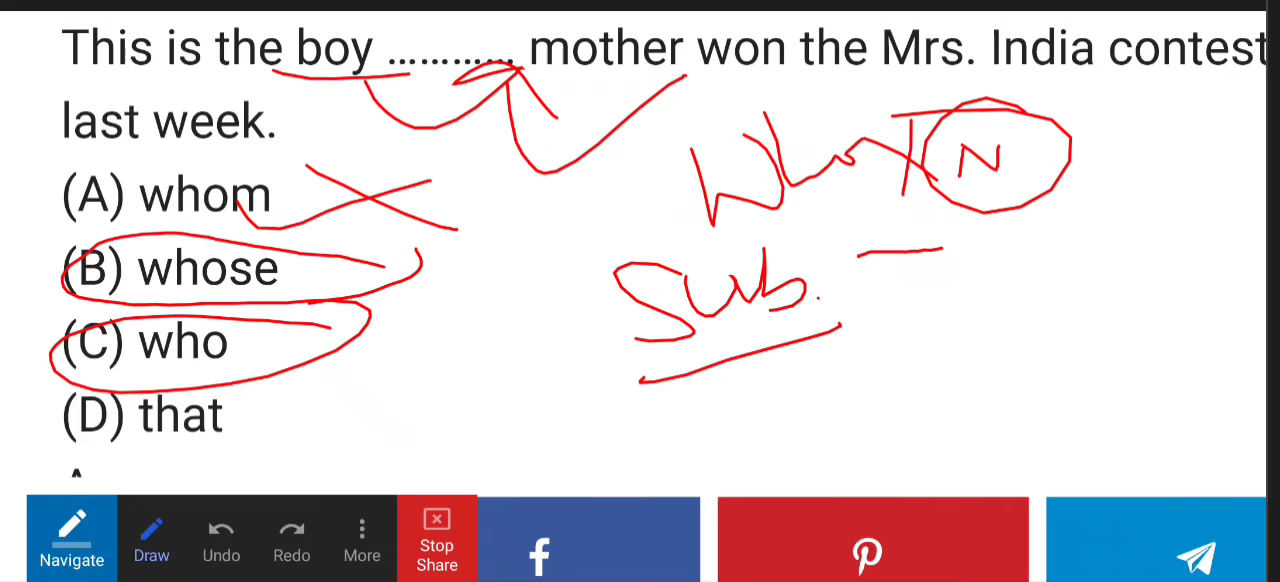 This is the boy ............ mother won the Mrs. India contest
last week.
(A) whom
(B) whose
(C) who
(D) that
Who + N
Sub.
Navigate
Draw
Undo
Redo
More
Stop
Share